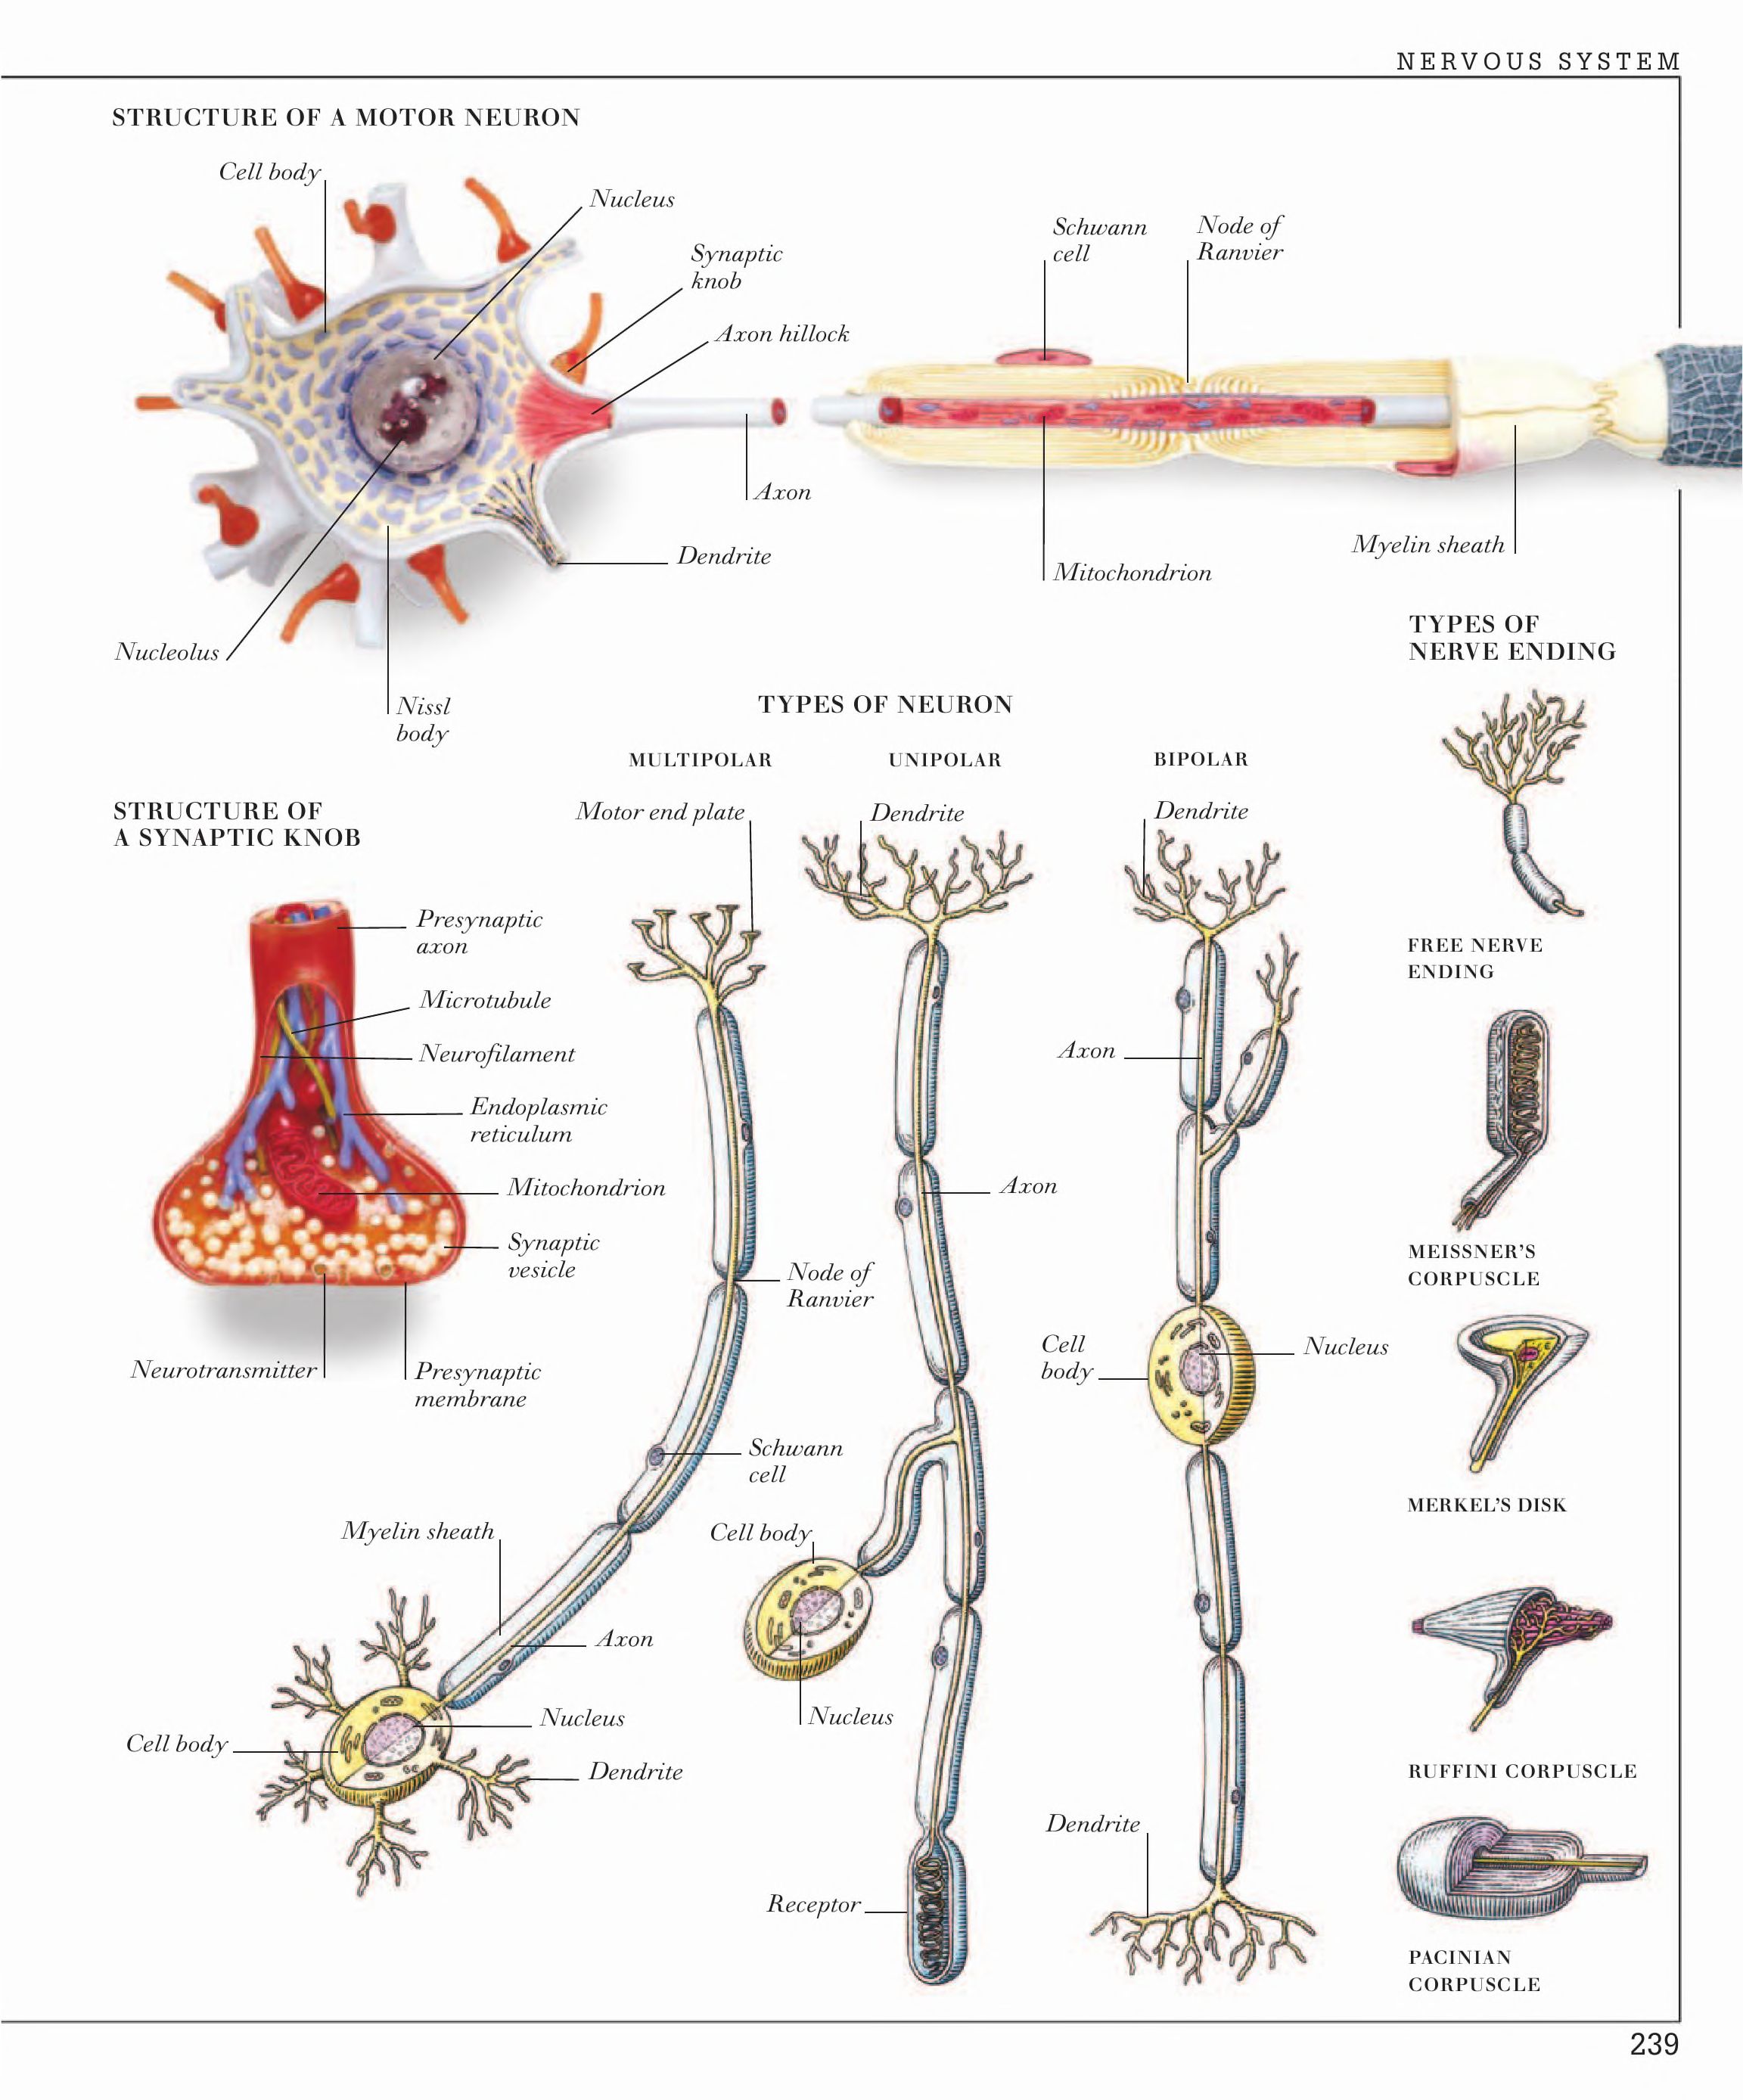 NERVOUS SYSTEM
STRUCTURE OF A MOTOR NEURON
Cell body
Nucleus
Synaptic
knob
Axon hillock
Schwann
cell
Node of
Ranvier
Axon
Dendrite
Mitochondrion
Myelin sheath
Nucleolus
Nissl
body
TYPES OF
NERVE ENDING
TYPES OF NEURON
MULTIPOLAR
UNIPOLAR
BIPOLAR
STRUCTURE OF
A SYNAPTIC KNOB
Presynaptic
axon
Microtubule
Neurofilament
Endoplasmic
reticulum
Mitochondrion
Synaptic
vesicle
Neurotransmitter
Presynaptic
membrane
Motor end plate
Node of
Ranvier
Schwann
cell
Myelin sheath
Axon
Nucleus
Cell body
Dendrite
Dendrite
Axon
Cell body
Nucleus
Receptor
Dendrite
Axon
Cell
body
Nucleus
Dendrite
FREE NERVE
ENDING
MEISSNER'S
CORPUSCLE
MERKEL'S DISK
RUFFINI CORPUSCLE
PACINIAN
CORPUSCLE
239